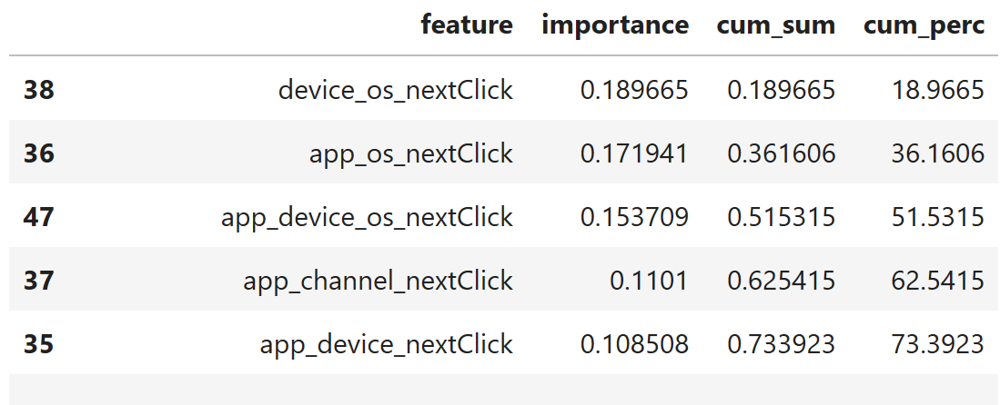 feature importance cum_sum cum_perc
38 device_os_nextClick 0.189665 0.189665 18.9665
36 app_os_nextClick 0.171941 0.361606 36.1606
47 app_device_os_nextClick 0.153709 0.515315 51.5315
37 app_channel_nextClick 0.1101 0.625415 62.5415
35 app_device_nextClick 0.108508 0.733923 73.3923